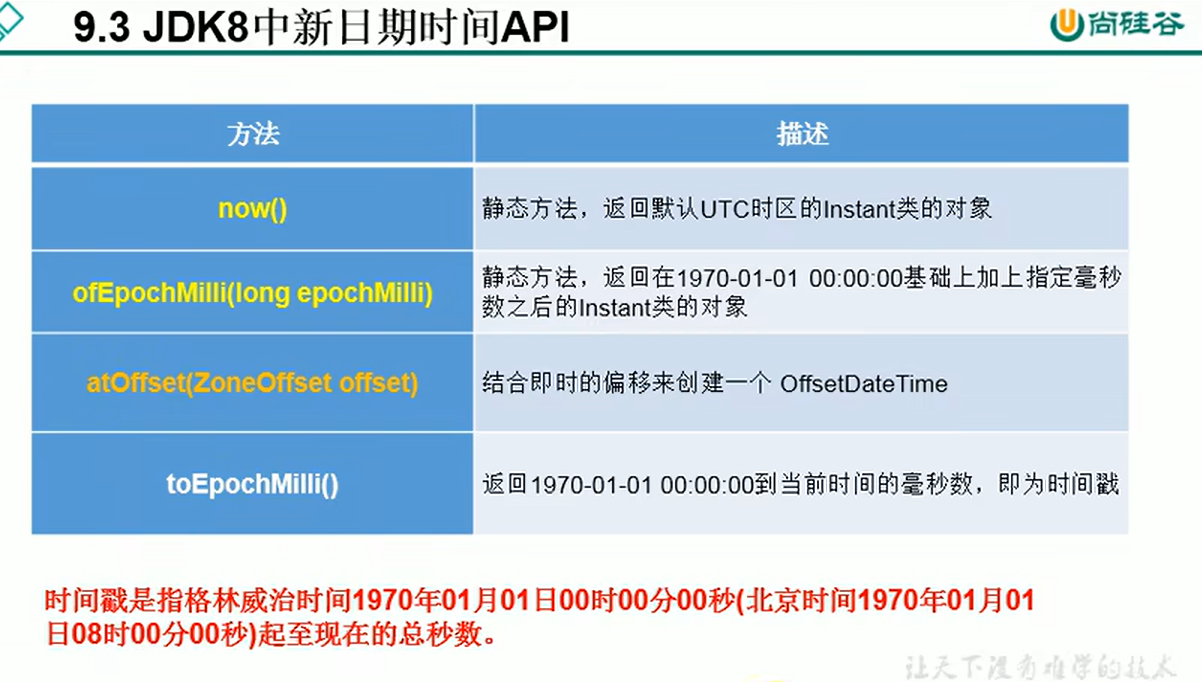 9.3 JDK8中新日期时间API
尚硅谷
方法
描述
now()
静态方法，返回默认UTC时区的Instant类的对象
ofEpochMilli(long epochMilli)
静态方法，返回在1970-01-01 00:00:00基础上加上指定毫秒
数之后的Instant类的对象
atOffset(ZoneOffset offset)
结合即时的偏移来创建一个 OffsetDateTime
toEpochMilli()
返回1970-01-01 00:00:00到当前时间的毫秒数，即为时间戳
时间戳是指格林威治时间1970年01月01日00时00分00秒(北京时间1970年01月01
日08时00分00秒)起至现在的总秒数。
让天下没有难学的技术